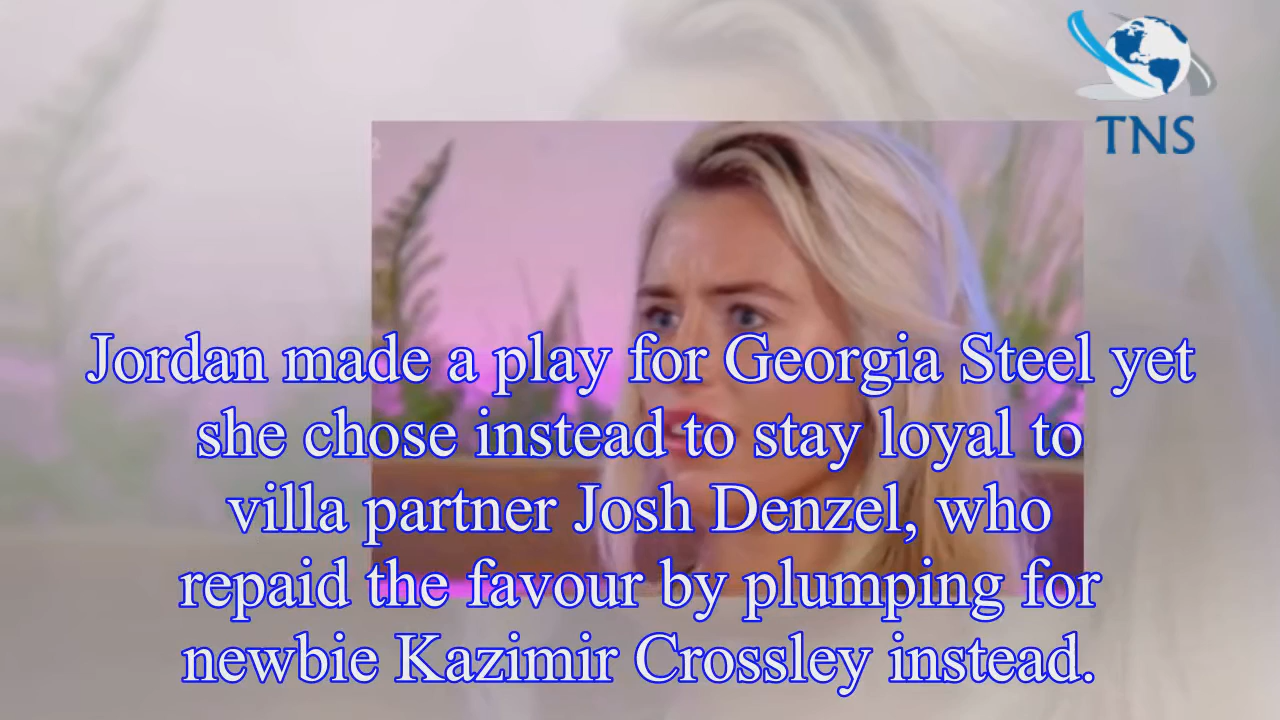 TNS
Jordan made a play for Georgia Steel yet
she chose instead to stay loyal to
villa partner Josh Denzel, who
repaid the favour by plumping for
newbie Kazimir Crossley instead.